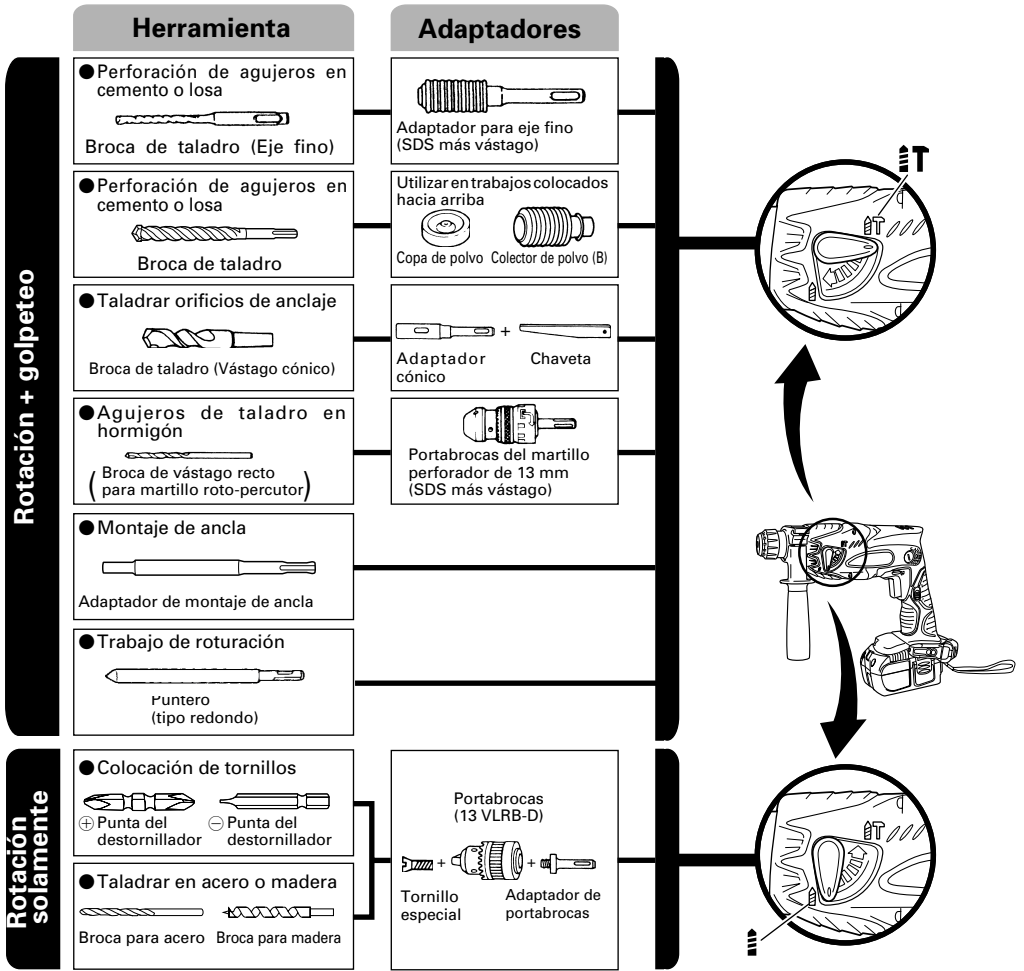 Herramienta
Adaptadores
Rotación + golpeteo
Perforación de agujeros en
cemento o losa
Broca de taladro (Eje fino)
Adaptador para eje fino
(SDS más vástago)
Perforación de agujeros en
cemento o losa
Broca de taladro
Utilizar en trabajos colocados
hacia arriba
Copa de polvo
Colector de polvo (B)
Taladrar orificios de anclaje
Broca de taladro (Vástago cónico)
+
Adaptador
cónico
Chaveta
Agujeros de taladro en
hormigón
(Broca de vástago recto
para martillo roto-percutor)
Portabrocas del martillo
perforador de 13 mm
(SDS más vástago)
Montaje de ancla
Adaptador de montaje de ancla
Trabajo de roturación
Puntero
(tipo redondo)
Rotación
solamente
Colocación de tornillos
⊕ Punta del
destornillador
⊖ Punta del
destornillador
Taladrar en acero o madera
Broca para acero
Broca para madera
Portabrocas
(13 VLRB-D)
+ +
Tornillo
especial
Adaptador de
portabrocas